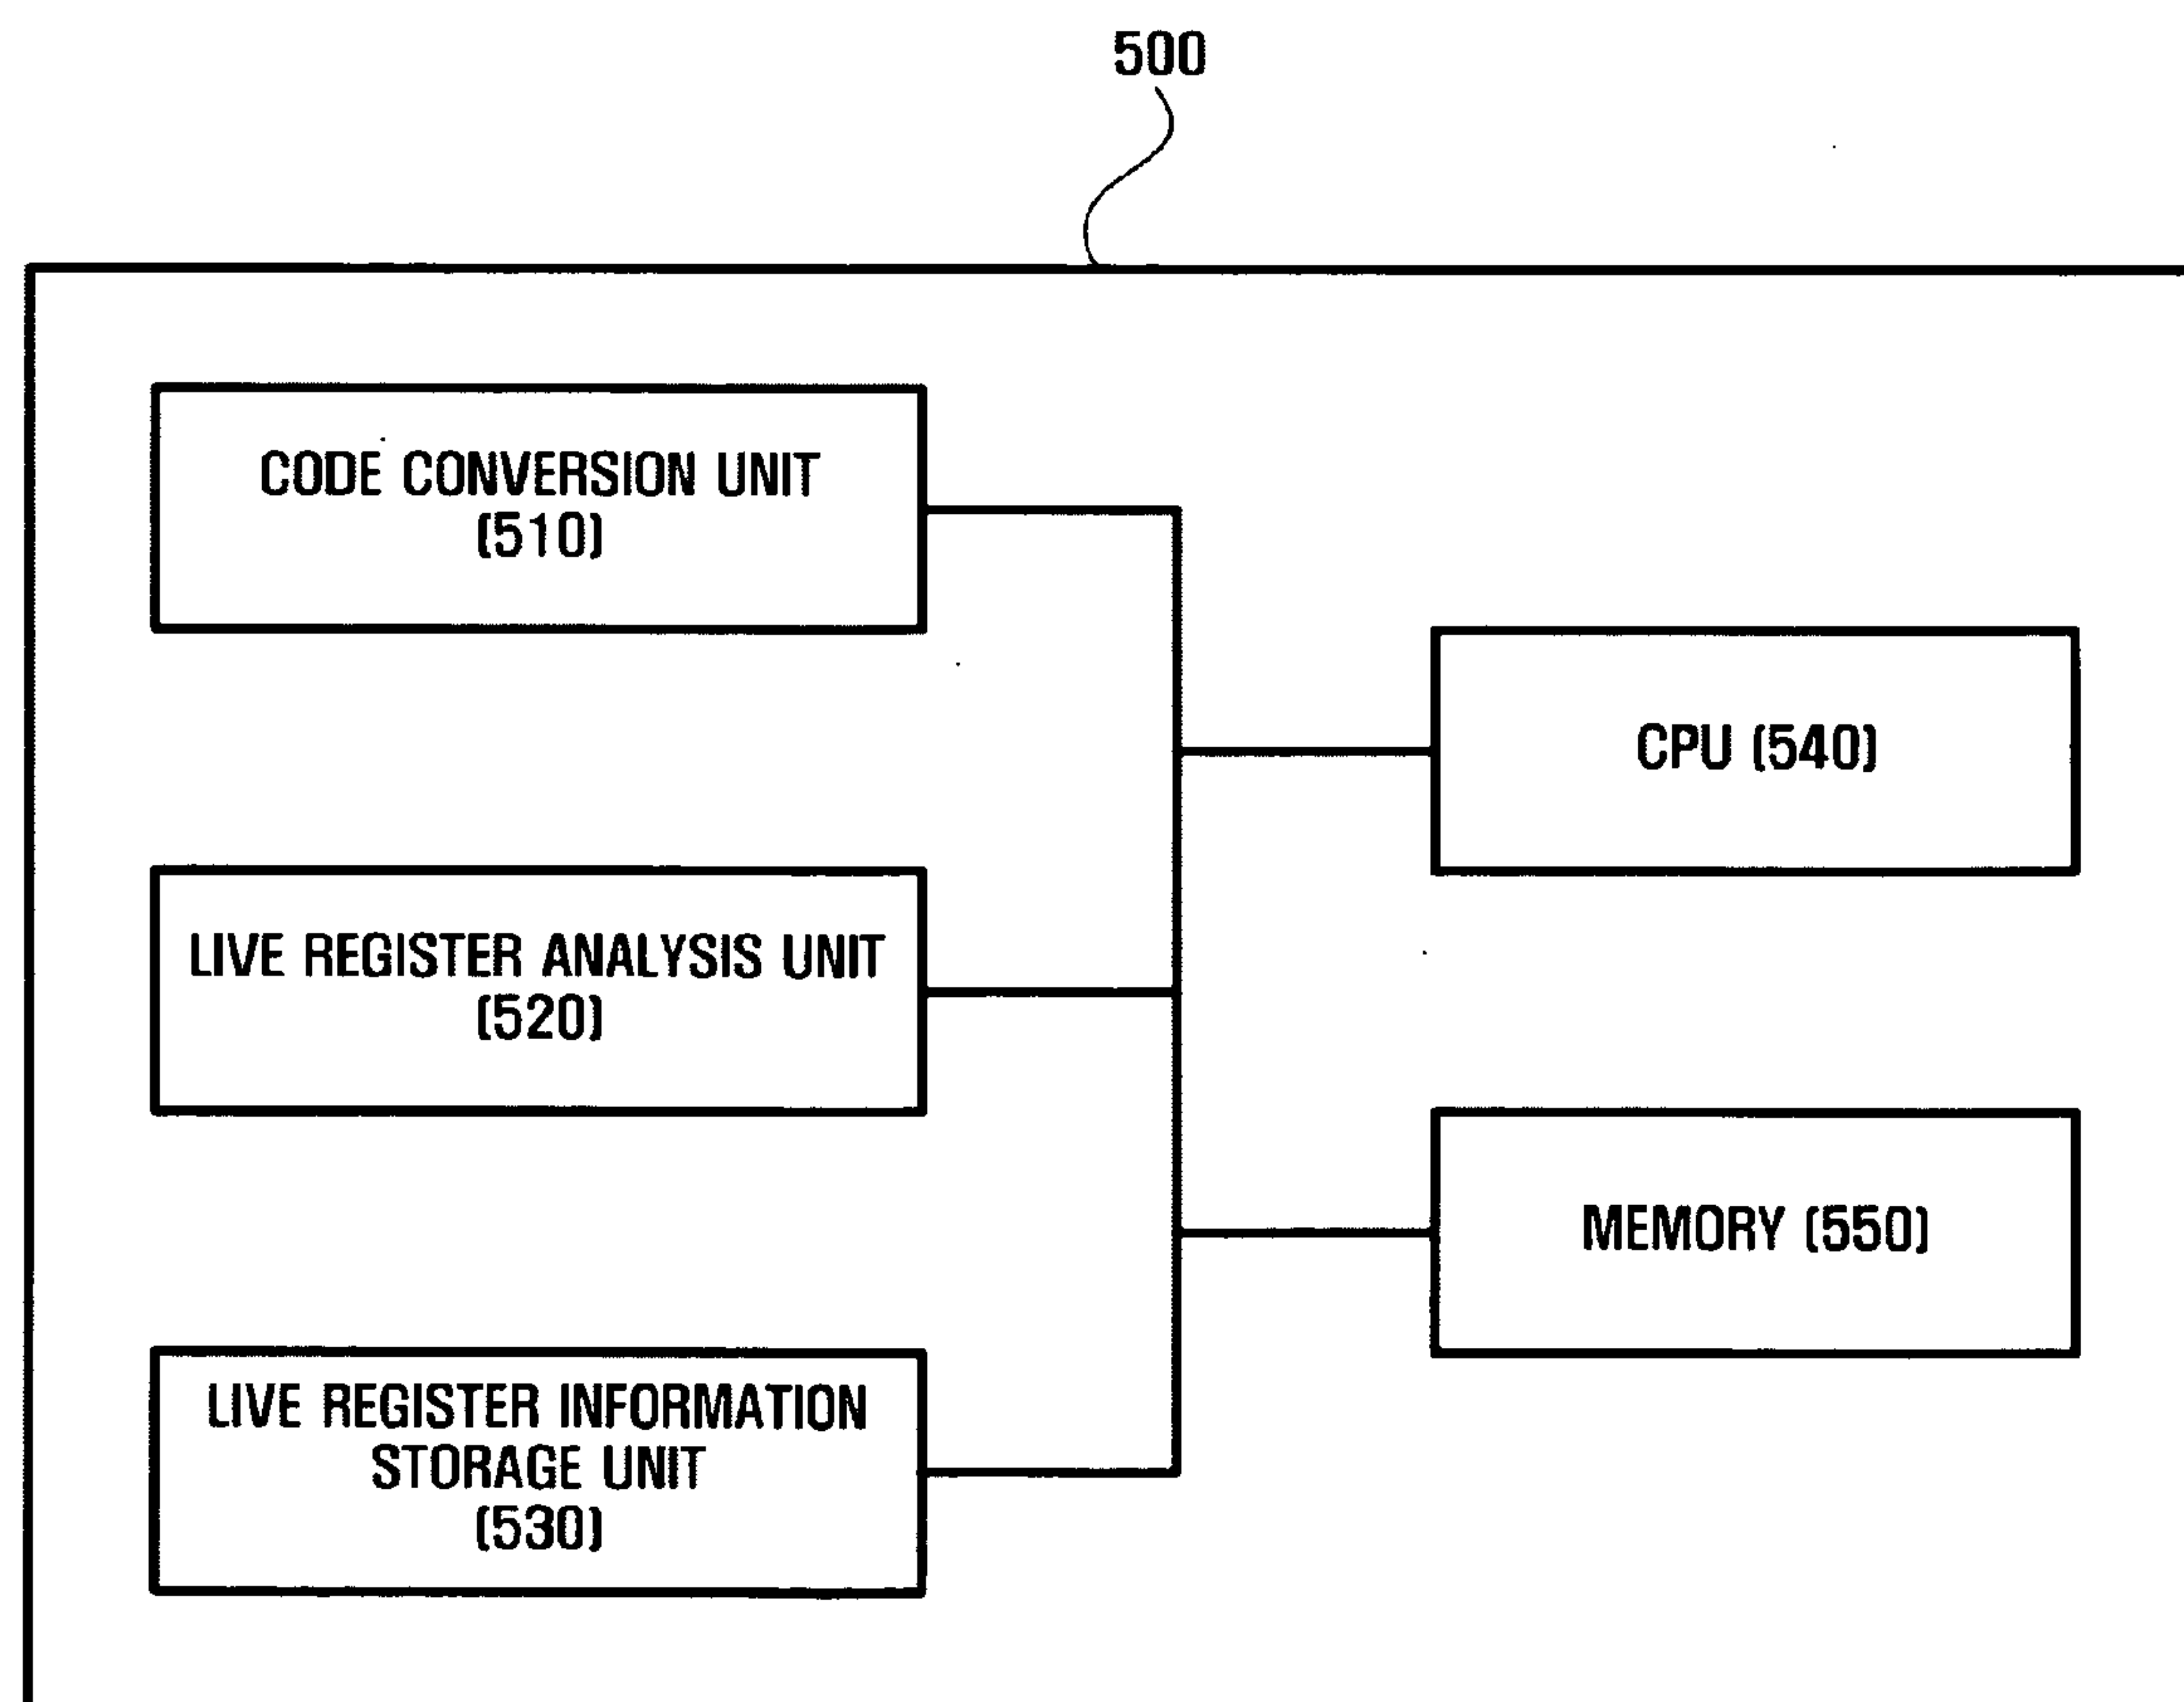 500
CODE CONVERSION UNIT
(510)
CPU (540)
LIVE REGISTER ANALYSIS UNIT
(520)
MEMORY (550)
LIVE REGISTER INFORMATION
STORAGE UNIT
(530)